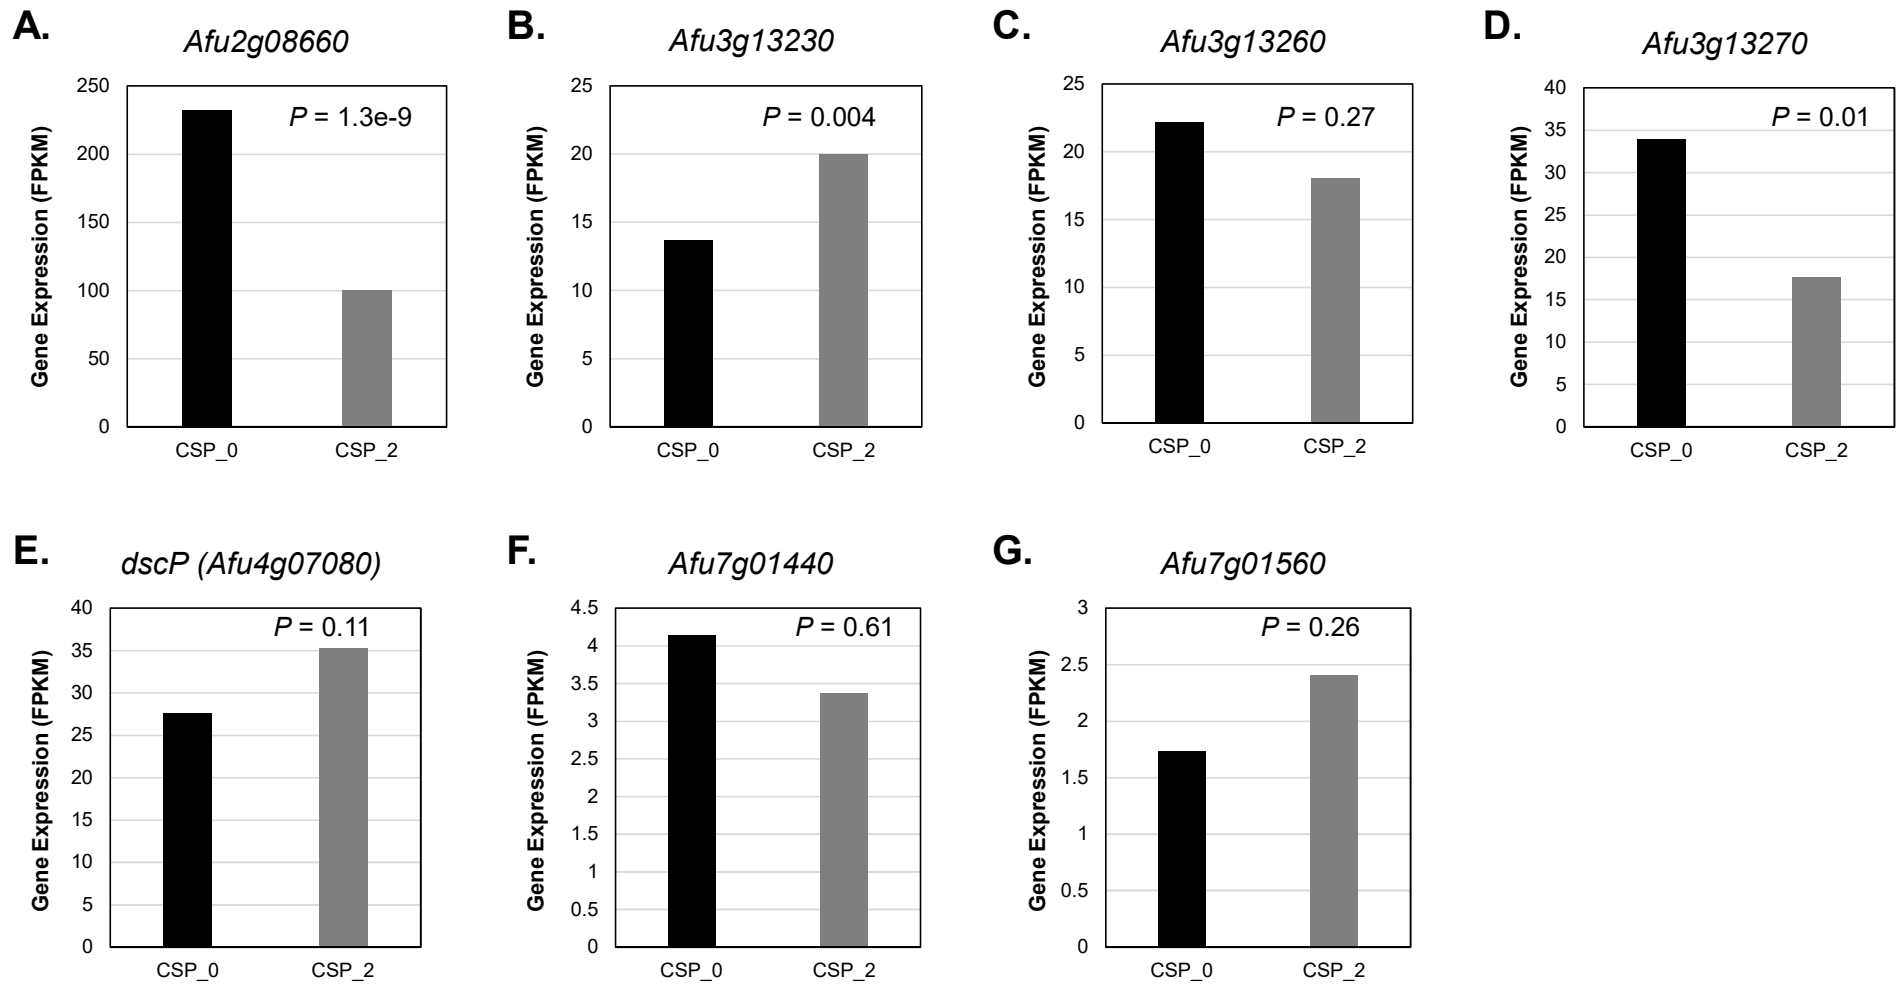 A.
Afu2g08660
P = 1.3e-9
Gene Expression (FPKM)
250
200
150
100
50
0
CSP_0
CSP_2
B.
Afu3g13230
P = 0.004
Gene Expression (FPKM)
25
20
15
10
5
0
CSP_0
CSP_2
C.
Afu3g13260
P = 0.27
Gene Expression (FPKM)
25
20
15
10
5
0
CSP_0
CSP_2
D.
Afu3g13270
P = 0.01
Gene Expression (FPKM)
40
35
30
25
20
15
10
5
0
CSP_0
CSP_2
E.
dscP (Afu4g07080)
P = 0.11
Gene Expression (FPKM)
40
35
30
25
20
15
10
5
0
CSP_0
CSP_2
F.
Afu7g01440
P = 0.61
Gene Expression (FPKM)
4.5
4
3.5
3
2.5
2
1.5
1
0.5
0
CSP_0
CSP_2
G.
Afu7g01560
P = 0.26
Gene Expression (FPKM)
3
2.5
2
1.5
1
0.5
0
CSP_0
CSP_2